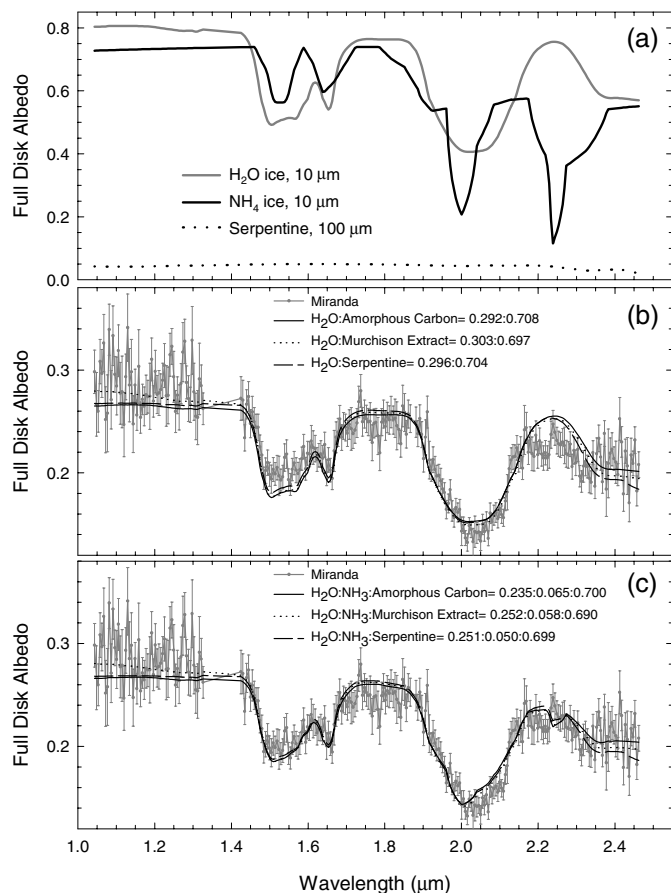 (a)
0.8
0.6
0.4
0.2
0.0
Full Disk Albedo
H₂O ice, 10 μm
NH₄ ice, 10 μm
Serpentine, 100 μm
(b)
0.3
0.2
Full Disk Albedo
Miranda
H₂O:Amorphous Carbon= 0.292:0.708
H₂O:Murchison Extract= 0.303:0.697
H₂O:Serpentine= 0.296:0.704
(c)
0.3
0.2
Full Disk Albedo
Miranda
H₂O:NH₃:Amorphous Carbon= 0.235:0.065:0.700
H₂O:NH₃:Murchison Extract= 0.252:0.058:0.690
H₂O:NH₃:Serpentine= 0.251:0.050:0.699
1.0 1.2 1.4 1.6 1.8 2.0 2.2 2.4
Wavelength (μm)